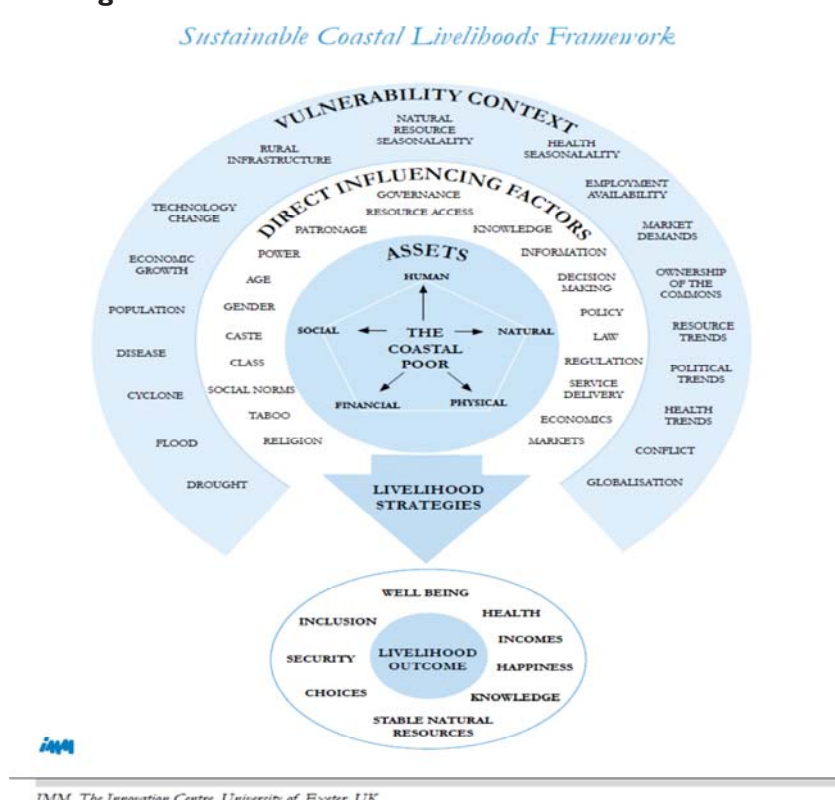 Sustainable Coastal Livelihoods Framework
VULNERABILITY CONTEXT
NATURAL
RESOURCE
SEASONALALITY
HEALTH
SEASONALALITY
RURAL
INFRASTRUCTURE
EMPLOYMENT
AVAILABILITY
TECHNOLOGY
CHANGE
MARKET
DEMANDS
ECONOMIC
GROWTH
OWNERSHIP
OF THE
COMMONS
POPULATION
RESOURCE
TRENDS
DISEASE
POLITICAL
TRENDS
CYCLONE
HEALTH
TRENDS
FLOOD
CONFLICT
DROUGHT
GLOBALISATION
DIRECT INFLUENCING FACTORS
GOVERNANCE
RESOURCE ACCESS
PATRONAGE
KNOWLEDGE
POWER
INFORMATION
AGE
DECISION
MAKING
GENDER
POLICY
CASTE
LAW
CLASS
REGULATION
SOCIAL NORMS
SERVICE
DELIVERY
TABOO
ECONOMICS
RELIGION
MARKETS
ASSETS
HUMAN
SOCIAL
NATURAL
THE
COASTAL
POOR
FINANCIAL
PHYSICAL
LIVELIHOOD
STRATEGIES
WELL BEING
INCLUSION
HEALTH
INCOMES
SECURITY
LIVELIHOOD
OUTCOME
HAPPINESS
CHOICES
KNOWLEDGE
STABLE NATURAL
RESOURCES
imm
IMM, The Innovation Centre, University of Exeter, UK